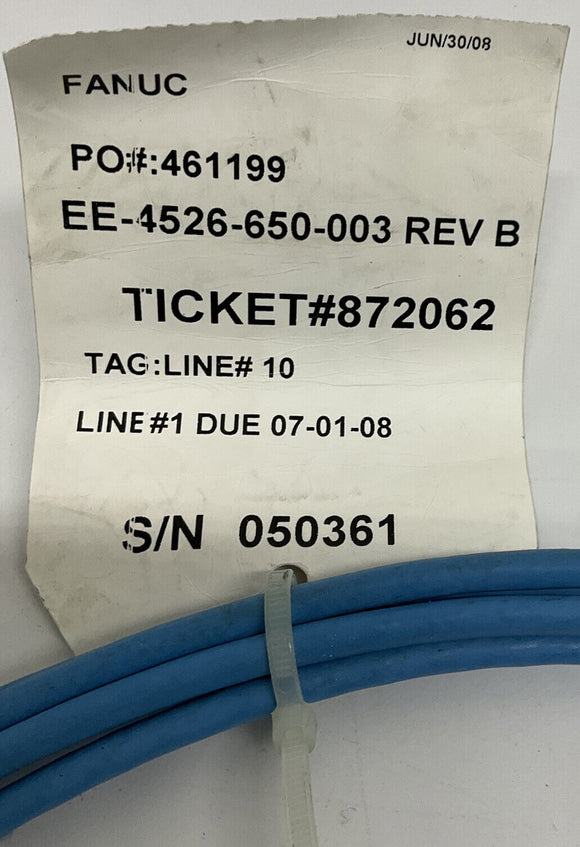 JUN/30/08
FANUC
PO#:461199
EE-4526-650-003 REV B
TICKET#872062
TAG:LINE# 10
LINE#1 DUE 07-01-08
S/N 050361